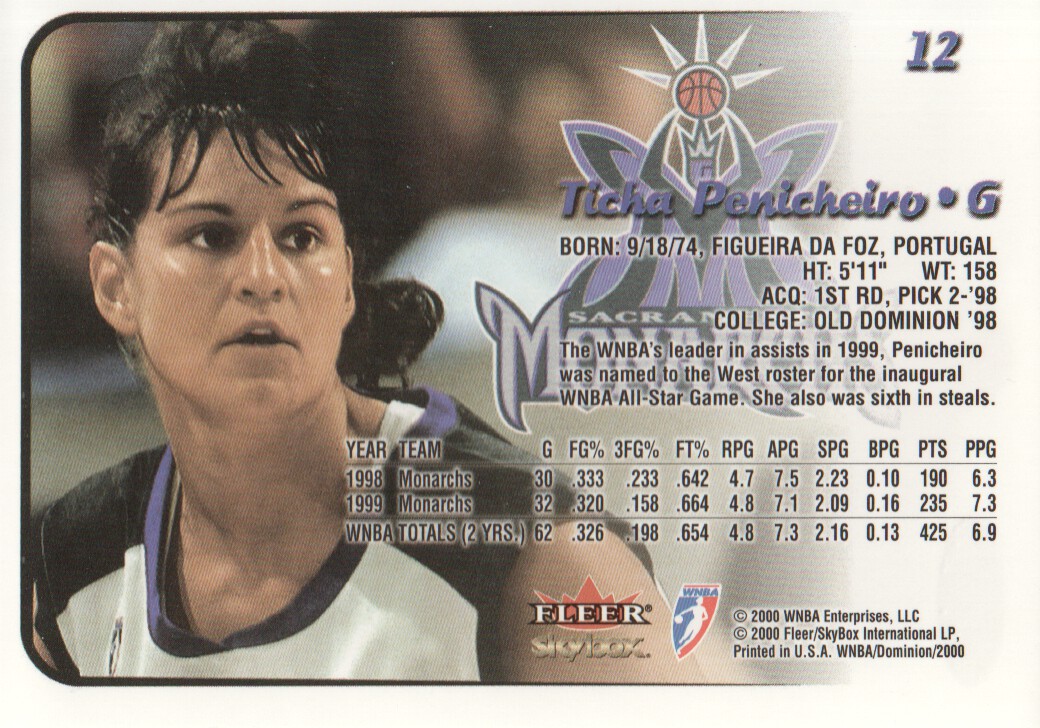 12
Ticha Penicheiro • G
BORN: 9/18/74, FIGUEIRA DA FOZ, PORTUGAL
HT: 5'11" WT: 158
ACQ: 1ST RD, PICK 2-'98
COLLEGE: OLD DOMINION '98
SACRAM
MONARCHS
The WNBA's leader in assists in 1999, Penicheiro
was named to the West roster for the inaugural
WNBA All-Star Game. She also was sixth in steals.
YEAR TEAM G FG% 3FG% FT% RPG APG SPG BPG PTS PPG
1998 Monarchs 30 .333 .233 .642 4.7 7.5 2.23 0.10 190 6.3
1999 Monarchs 32 .320 .158 .664 4.8 7.1 2.09 0.16 235 7.3
WNBA TOTALS (2 YRS.) 62 .326 .198 .654 4.8 7.3 2.16 0.13 425 6.9
FLEER®
skybox.
WNBA
© 2000 WNBA Enterprises, LLC
© 2000 Fleer/SkyBox International LP,
Printed in U.S.A. WNBA/Dominion/2000